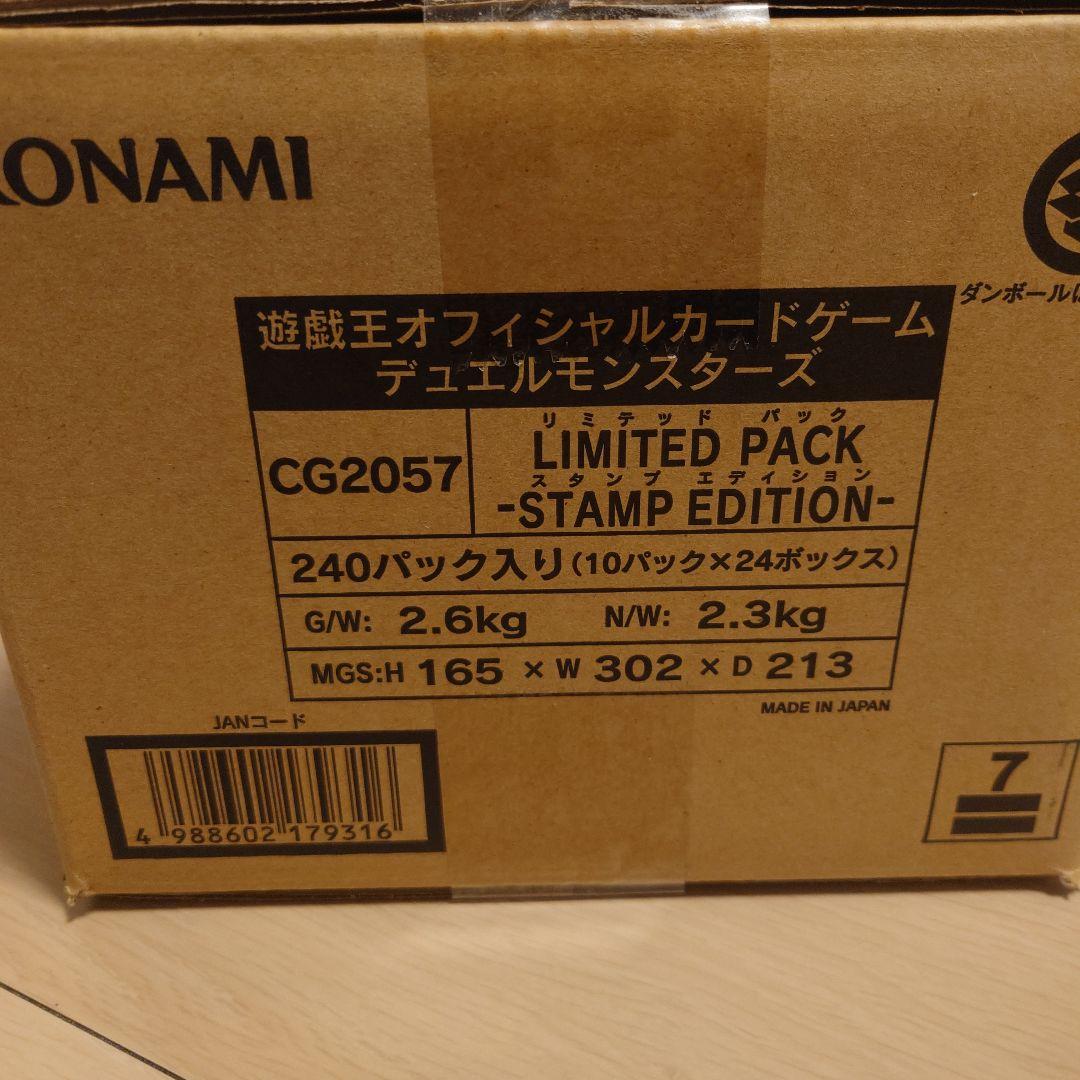 KONAMI
ダンボールは
遊戯王オフィシャルカードゲーム
デュエルモンスターズ
CG2057
リミテッド パック
LIMITED PACK
スタンプ エディション
-STAMP EDITION-
240パック入り(10パック×24ボックス)
G/W: 2.6kg N/W: 2.3kg
MGS:H 165 × W 302 × D 213
MADE IN JAPAN
JANコード
4 988602 179316
7